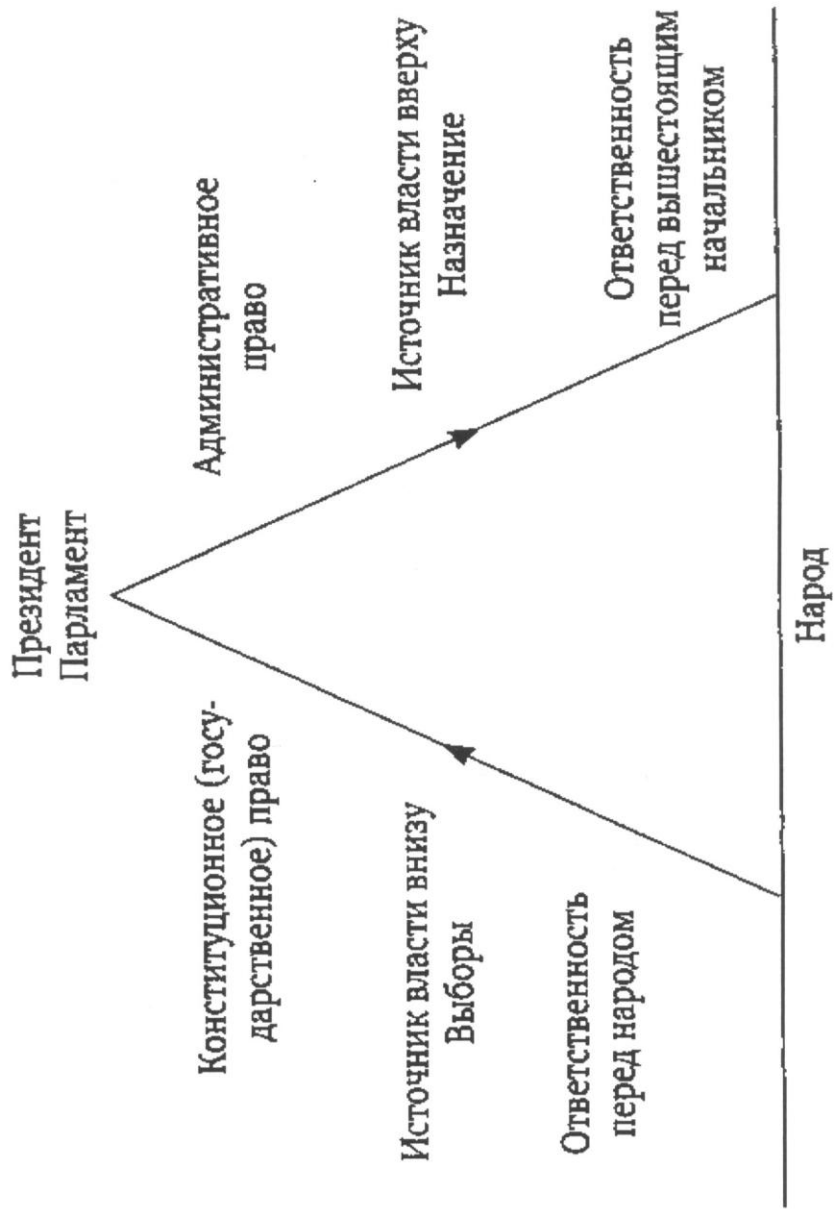 Президент
Парламент
Конституционное (госу-
дарственное) право
Административное
право
Источник власти внизу
Выборы
Источник власти вверху
Назначение
Ответственность
перед народом
Ответственность
перед вышестоящим
начальником
Народ